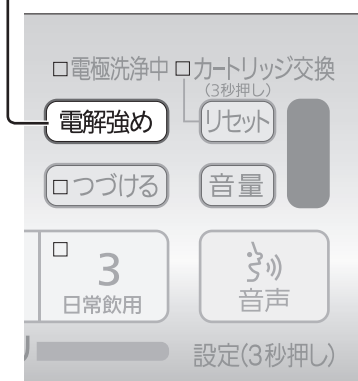 □電極洗浄中 □カートリッジ交換
(3秒押し)
電解強め リセット
□つづける 音量
3
日常飲用 音声
設定(3秒押し)